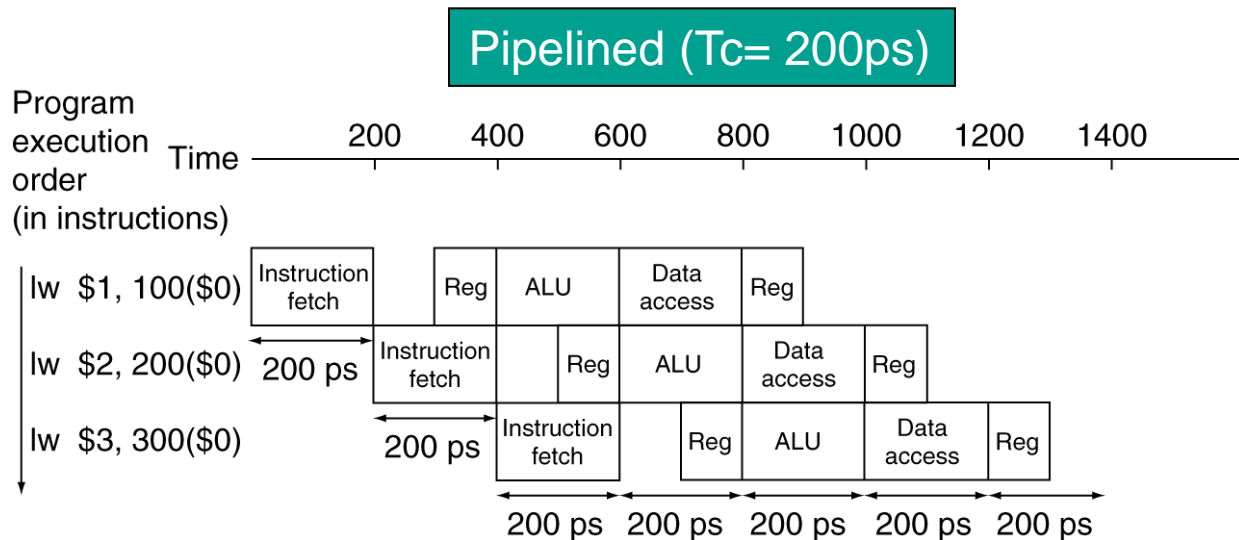 Pipelined (Tc= 200ps)
Program
execution
order
(in instructions)
Time
200 400 600 800 1000 1200 1400
lw $1, 100($0)
Instruction
fetch
Reg
ALU
Data
access
Reg
200 ps
lw $2, 200($0)
Instruction
fetch
Reg
ALU
Data
access
Reg
200 ps
lw $3, 300($0)
Instruction
fetch
Reg
ALU
Data
access
Reg
200 ps 200 ps 200 ps 200 ps 200 ps